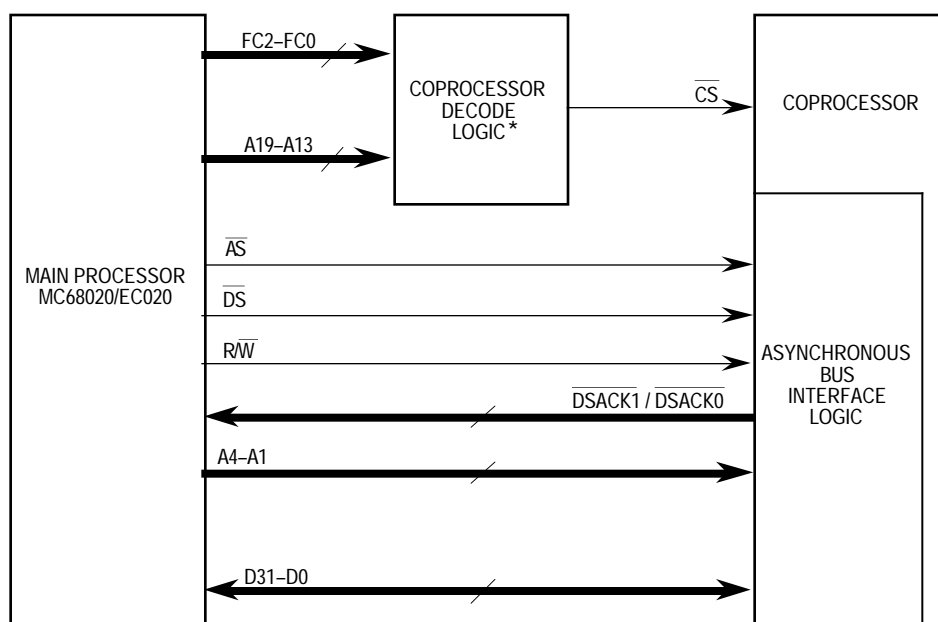 FC2–FC0
COPROCESSOR
DECODE
LOGIC*
CS
COPROCESSOR
A19–A13
AS
MAIN PROCESSOR
MC68020/EC020
DS
R/W
ASYNCHRONOUS
BUS
INTERFACE
LOGIC
DSACK1 / DSACK0
A4–A1
D31–D0